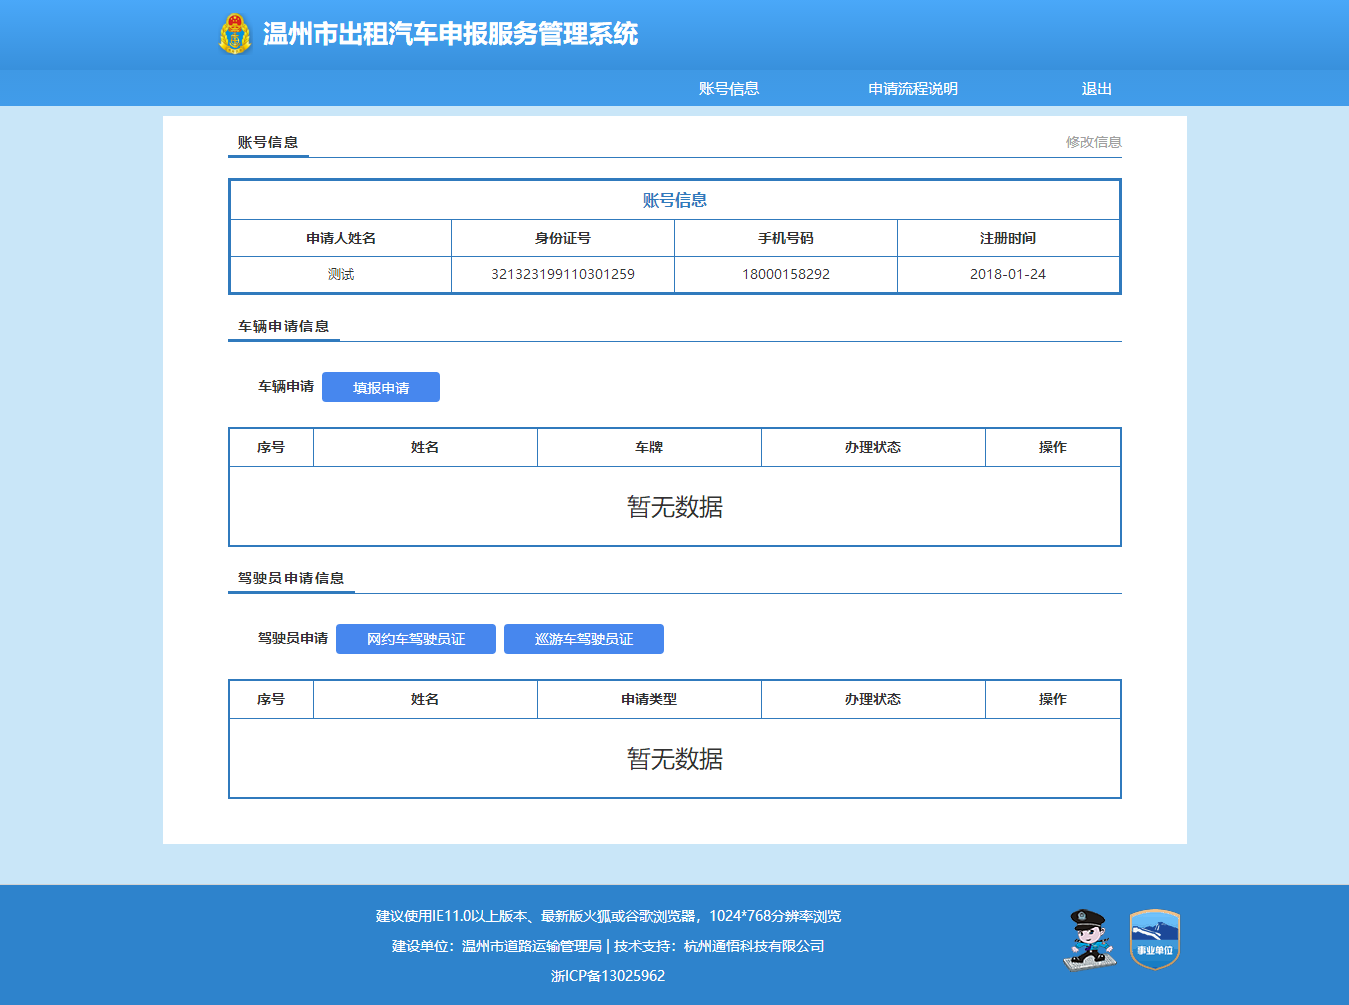 温州市出租汽车申报服务管理系统
账号信息 申请流程说明 退出
账号信息 修改信息
账号信息
申请人姓名 身份证号 手机号码 注册时间
测试 321323199110301259 18000158292 2018-01-24
车辆申请信息
车辆申请 填报申请
序号 姓名 车牌 办理状态 操作
暂无数据
驾驶员申请信息
驾驶员申请 网约车驾驶员证 巡游车驾驶员证
序号 姓名 申请类型 办理状态 操作
暂无数据
建议使用IE11.0以上版本、最新版火狐或谷歌浏览器，1024*768分辨率浏览
建设单位：温州市道路运输管理局 | 技术支持：杭州通悟科技有限公司
浙ICP备13025962
事业单位